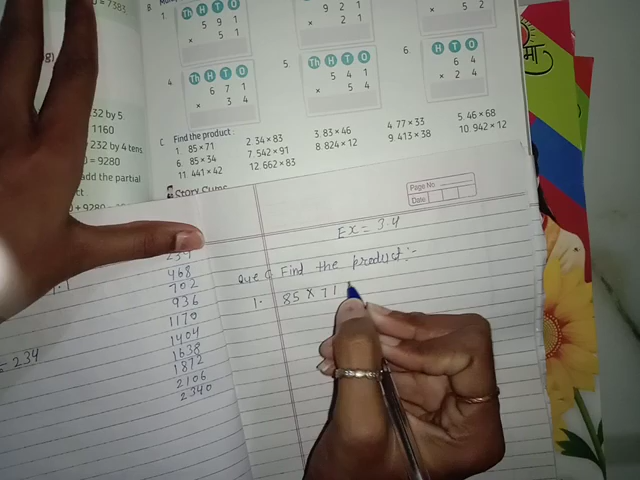 = 7383
B
1.
Th H T O
5 9 1
× 5 1
9 2 1
× 2 1
× 5 2
4.
Th H T O
6 7 1
× 3 4
5.
Th H T O
5 4 1
× 5 4
6.
H T O
6 4
× 2 4
232 by 5
1160
232 by 4 tens
= 9280
add the partial
C Find the product :
1 85 × 71 2. 34 × 83 3. 83 × 46 4. 77 × 33 5. 46 × 68
6. 85 × 34 7. 542 × 91 8. 824 × 12 9. 413 × 38 10. 942 × 12
11. 441 × 42 12. 662 × 83
Story Sums
Page No
Date
Ex = 3.4
Que C Find the product :-
1. 85 × 71
234
468
702
936
1170
1404
1638
1872
2106
2340
= 234
मा